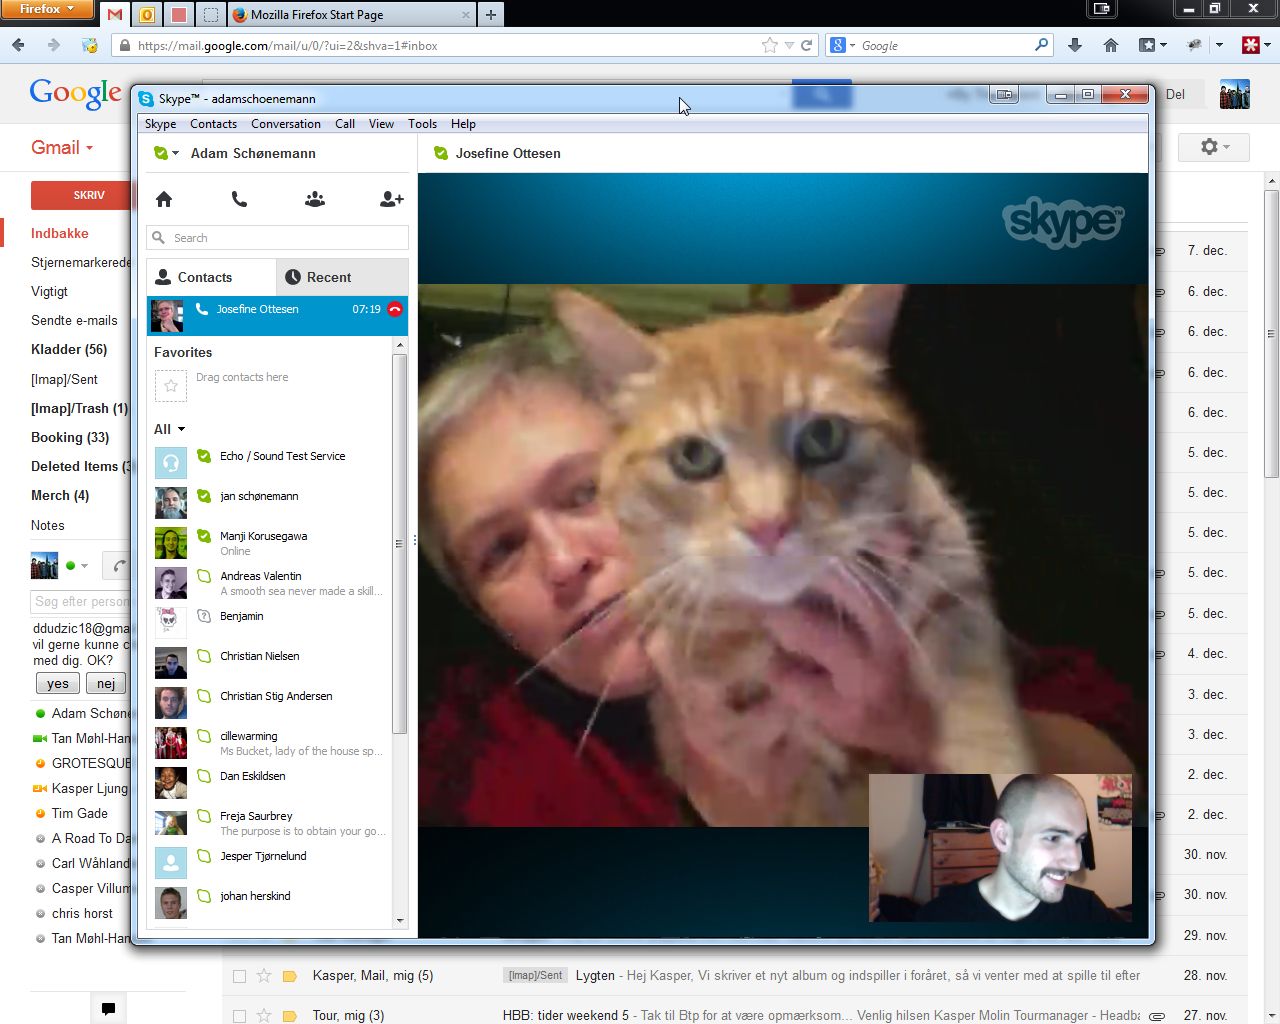 Firefox
Mozilla Firefox Start Page
https://mail.google.com/mail/u/0/?ui=2&shva=1#inbox
Google
Google
Skype™ - adamschoenemann
Del
Skype Contacts Conversation Call View Tools Help
Gmail
Adam Schønemann
Josefine Ottesen
SKRIV
skype™
Indbakke
Search
Stjernemarkerede
Contacts
Recent
Vigtigt
Josefine Ottesen 07:19
Sendte e-mails
Kladder (56)
Favorites
[Imap]/Sent
Drag contacts here
[Imap]/Trash (1)
Booking (33)
All
Deleted Items
Echo / Sound Test Service
Merch (4)
jan schønemann
Notes
Manji Korusegawa
Online
Andreas Valentin
A smooth sea never made a skill...
Søg efter person
Benjamin
ddudzic18@gma
vil gerne kunne c
med dig. OK?
Christian Nielsen
yes nej
Christian Stig Andersen
Adam Schøne
cillewarming
Tan Møhl-Han
Ms Bucket, lady of the house sp...
GROTESQUE
Dan Eskildsen
Kasper Ljung
Freja Saurbrey
Tim Gade
The purpose is to obtain your go...
A Road To Da
Jesper Tjørnelund
Carl Wåhland
Casper Villum
johan herskind
chris horst
Tan Møhl-Han
7. dec.
6. dec.
6. dec.
6. dec.
6. dec.
5. dec.
5. dec.
5. dec.
5. dec.
5. dec.
4. dec.
3. dec.
3. dec.
2. dec.
2. dec.
30. nov.
30. nov.
29. nov.
Kasper, Mail, mig (5) [Imap]/Sent Lygten - Hej Kasper, Vi skriver et nyt album og indspiller i foråret, så vi venter med at spille til efter 28. nov.
Tour, mig (3) HBB: tider weekend 5 - Tak til Btp for at være opmærksom... Venlig hilsen Kasper Molin Tourmanager - Headba 27. nov.